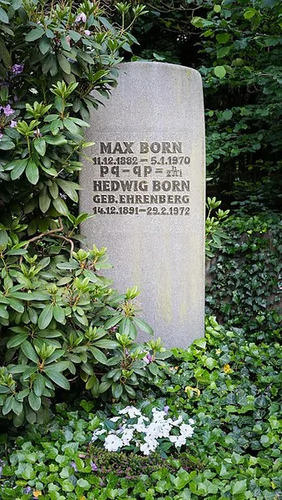 MAX BORN
11.12.1882 – 5.1.1970
pq - qp = h/2πi
HEDWIG BORN
GEB. EHRENBERG
14.12.1891 – 29.2.1972